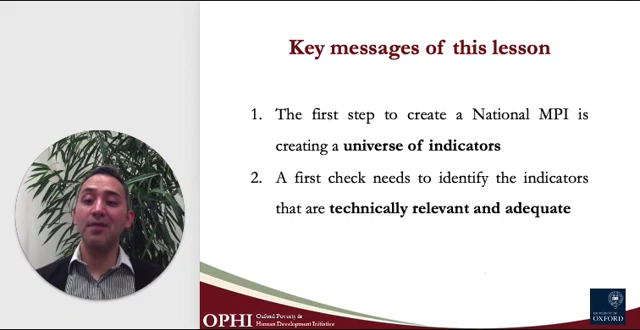 Key messages of this lesson
1. The first step to create a National MPI is
creating a universe of indicators
2. A first check needs to identify the indicators
that are technically relevant and adequate
OPHI Oxford Poverty &
Human Development Initiative
UNIVERSITY OF
OXFORD